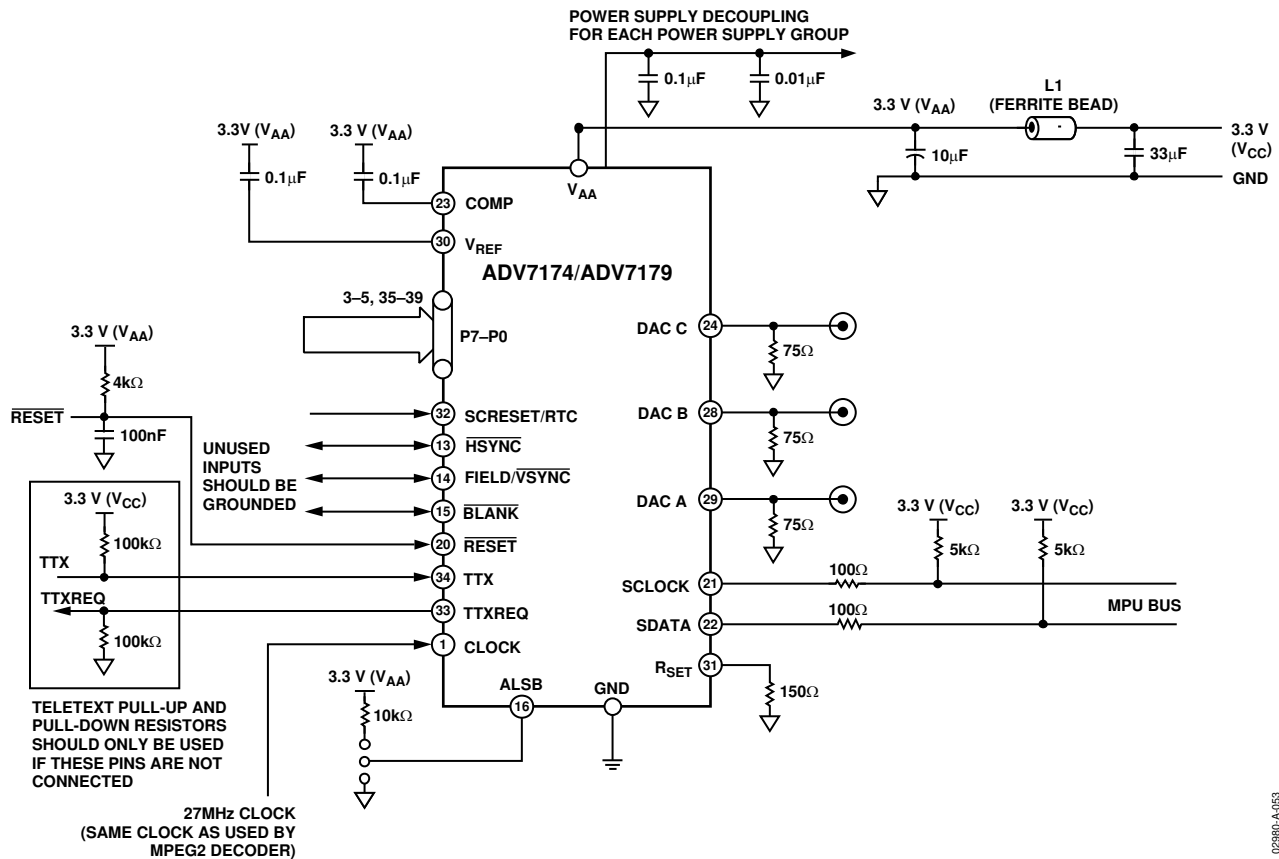 POWER SUPPLY DECOUPLING
FOR EACH POWER SUPPLY GROUP
0.1μF
0.01μF
L1
(FERRITE BEAD)
3.3 V (VAA)
3.3 V
(VCC)
10μF
33μF
GND
3.3V (VAA)
3.3 V (VAA)
0.1μF
0.1μF
VAA
23
COMP
30
VREF
ADV7174/ADV7179
3–5, 35–39
P7–P0
3.3 V (VAA)
4kΩ
RESET
100nF
UNUSED
INPUTS
SHOULD BE
GROUNDED
32
SCRESET/RTC
13
HSYNC
14
FIELD/VSYNC
15
BLANK
20
RESET
34
TTX
33
TTXREQ
1
CLOCK
3.3 V (VCC)
100kΩ
TTX
TTXREQ
100kΩ
TELETEXT PULL-UP AND
PULL-DOWN RESISTORS
SHOULD ONLY BE USED
IF THESE PINS ARE NOT
CONNECTED
27MHz CLOCK
(SAME CLOCK AS USED BY
MPEG2 DECODER)
3.3 V (VAA)
10kΩ
ALSB
16
GND
DAC C
24
75Ω
DAC B
28
75Ω
DAC A
29
75Ω
3.3 V (VCC)
3.3 V (VCC)
5kΩ
5kΩ
SCLOCK
21
100Ω
MPU BUS
SDATA
22
100Ω
RSET
31
150Ω
02980-A-053